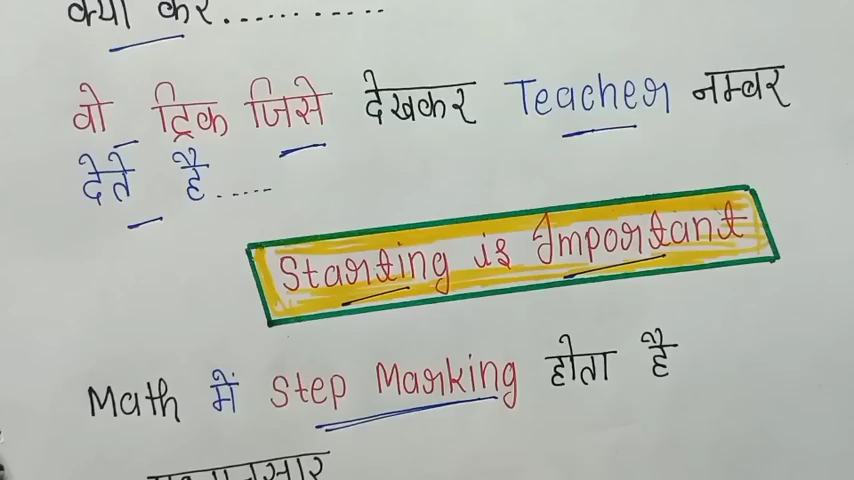 क्या करे............
वो ट्रिक जिसे देखकर Teacher नम्बर
देते है.....
Starting is Important
Math में Step Marking होता है